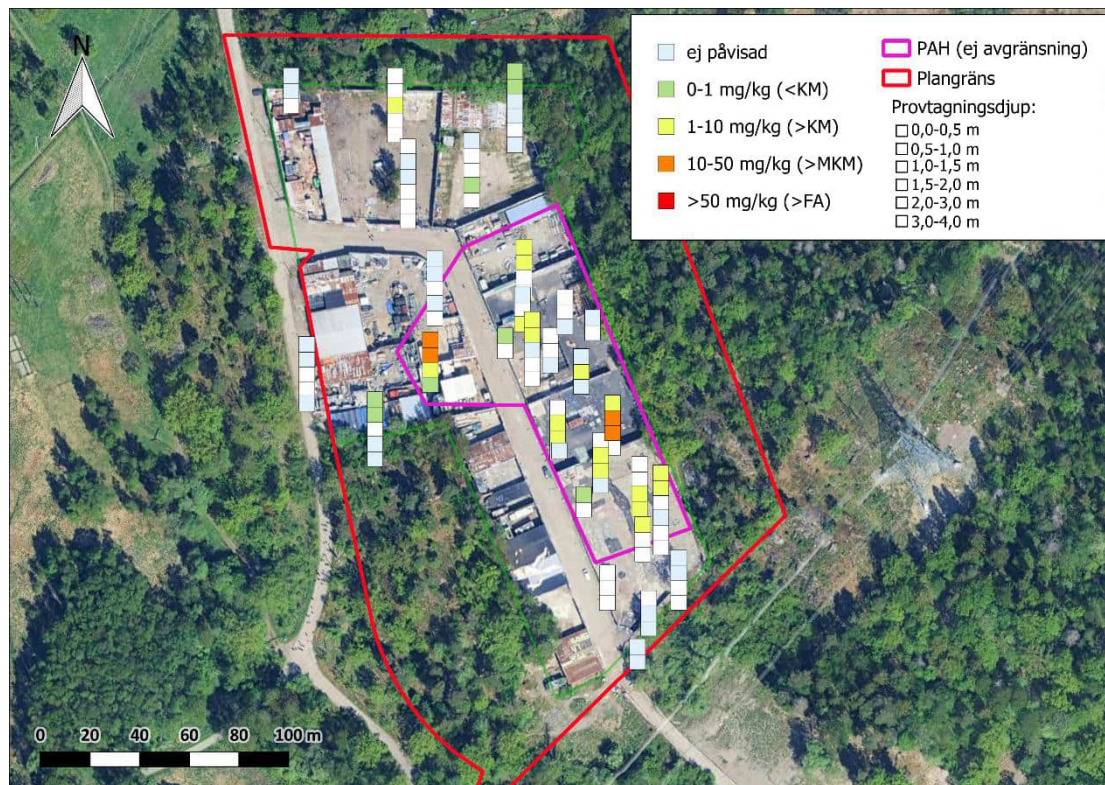 N
ej påvisad
0-1 mg/kg (<KM)
1-10 mg/kg (>KM)
10-50 mg/kg (>MKM)
>50 mg/kg (>FA)
PAH (ej avgränsning)
Plangräns
Provtagningsdjup:
0,0-0,5 m
0,5-1,0 m
1,0-1,5 m
1,5-2,0 m
2,0-3,0 m
3,0-4,0 m
0 20 40 60 80 100 m